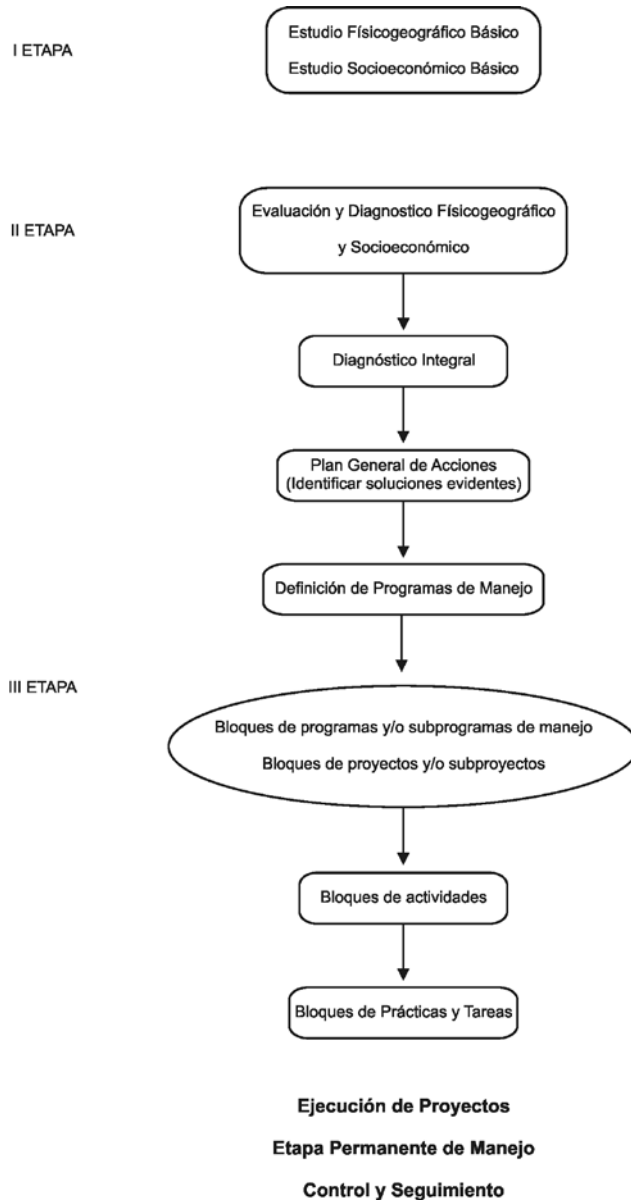 I ETAPA
Estudio Físicogeográfico Básico
Estudio Socioeconómico Básico
II ETAPA
Evaluación y Diagnostico Físicogeográfico
y Socioeconómico
Diagnóstico Integral
Plan General de Acciones
(Identificar soluciones evidentes)
Definición de Programas de Manejo
III ETAPA
Bloques de programas y/o subprogramas de manejo
Bloques de proyectos y/o subproyectos
Bloques de actividades
Bloques de Prácticas y Tareas
Ejecución de Proyectos
Etapa Permanente de Manejo
Control y Seguimiento